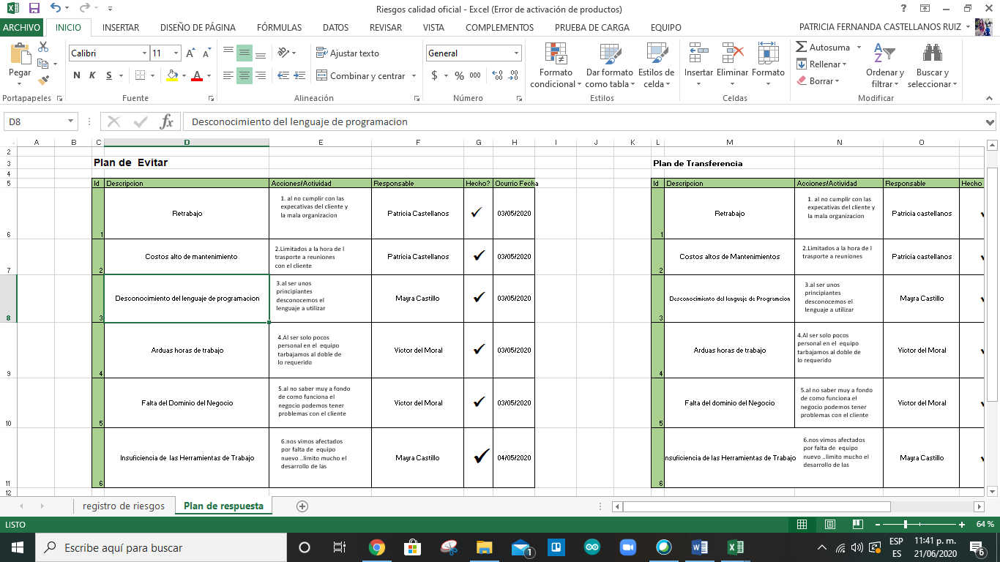 Riesgos calidad oficial - Excel (Error de activación de productos)
ARCHIVO INICIO INSERTAR DISEÑO DE PÁGINA FÓRMULAS DATOS REVISAR VISTA COMPLEMENTOS PRUEBA DE CARGA EQUIPO PATRICIA FERNANDA CASTELLANOS RUIZ
Pegar
Portapapeles
Calibri 11
N K S
Fuente
Ajustar texto
Combinar y centrar
Alineación
General
$ % 000
Número
Formato condicional
Dar formato como tabla
Estilos de celda
Estilos
Insertar Eliminar Formato
Celdas
Autosuma
Rellenar
Borrar
Ordenar y filtrar
Buscar y seleccionar
Modificar
D8 fx Desconocimiento del lenguaje de programacion
A B C D E F G H I J K L M N O
2
3 Plan de Evitar Plan de Transferencia
4
5 Id Descripcion Acciones/Actividad Responsable Hecho? Ocurrio Fecha Id Descripcion Acciones/Actividad Responsable Hecho
1. al no cumplir con las
expecativas del cliente y
la mala organizacion
6 1 Retrabajo Patricia Castellanos ✓ 03/05/2020
1. al no cumplir con las
expecativas del cliente y
la mala organizacion
1 Retrabajo Patricia castellanos
2.Limitados a la hora de l
trasporte a reuniones
con el cliente
7 2 Costos alto de mantenimiento Patricia Castellanos ✓ 03/05/2020
2.Limitados a la hora de l
trasporte a reuniones
2 Costos altos de Mantenimientos Patricia castellanos
3.al ser unos
principiantes
desconocemos el
lenguaje a utilizar
8 3 Desconocimiento del lenguaje de programacion Mayra Castillo ✓ 03/05/2020
3.al ser unos
principiantes
desconocemos el
lenguaje a utilizar
3 Desconocimiento del lenguaje de Programcion Mayra Castillo
4.Al ser solo pocos
personal en el equipo
tarbajamos al doble de
lo requerido
9 4 Arduas horas de trabajo Victor del Moral ✓ 03/05/2020
4.Al ser solo pocos
personal en el equipo
tarbajamos al doble de
lo requerido
4 Arduas horas de trabajo Victor del Moral
5.al no saber muy a fondo
de como funciona el
negocio podemos tener
problemas con el cliente
10 5 Falta del Dominio del Negocio Victor del Moral ✓ 03/05/2020
5.al no saber muy a fondo
de como funciona el
negocio podemos tener
problemas con el cliente
5 Falta del dominio del Negocio Victor del Moral
6.nos vimos afectados
por falta de equipo
nuevo ..limito mucho el
desarrollo de las
11 6 Insuficiencia de las Herramientas de Trabajo Mayra Castillo ✓ 04/05/2020
6.nos vimos afectados
por falta de equipo
nuevo ..limito mucho el
desarrollo de las
6 nsuficiencia de las Herramientas de Trabajo Mayra Castillo
12
registro de riesgos Plan de respuesta
LISTO 64 %
Escribe aquí para buscar
1
ESP
ES
11:41 p. m.
21/06/2020
6